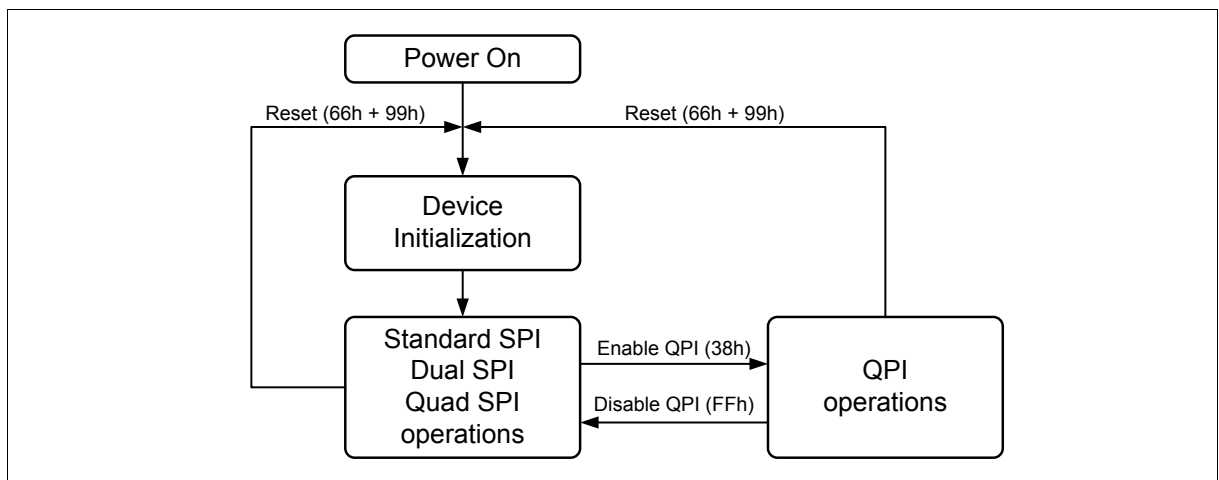 Power On
Reset (66h + 99h)
Reset (66h + 99h)
Device
Initialization
Standard SPI
Dual SPI
Quad SPI
operations
Enable QPI (38h)
Disable QPI (FFh)
QPI
operations